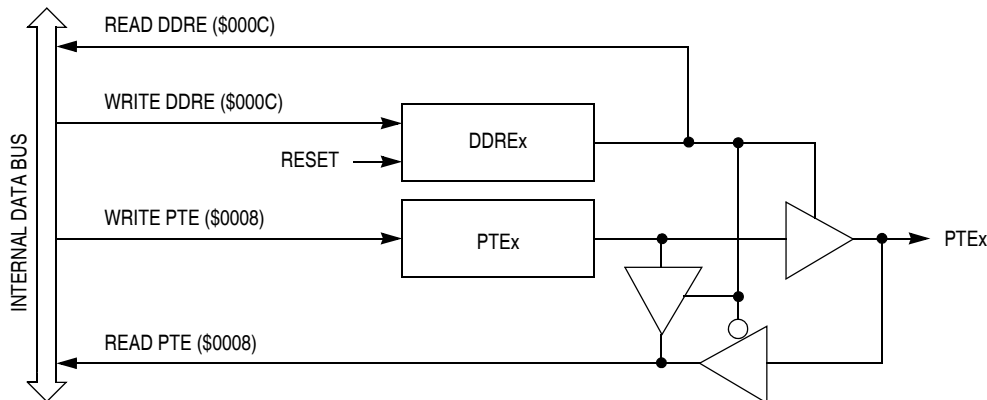 READ DDRE ($000C)
WRITE DDRE ($000C)
DDREx
RESET
INTERNAL DATA BUS
WRITE PTE ($0008)
PTEx
PTEx
READ PTE ($0008)